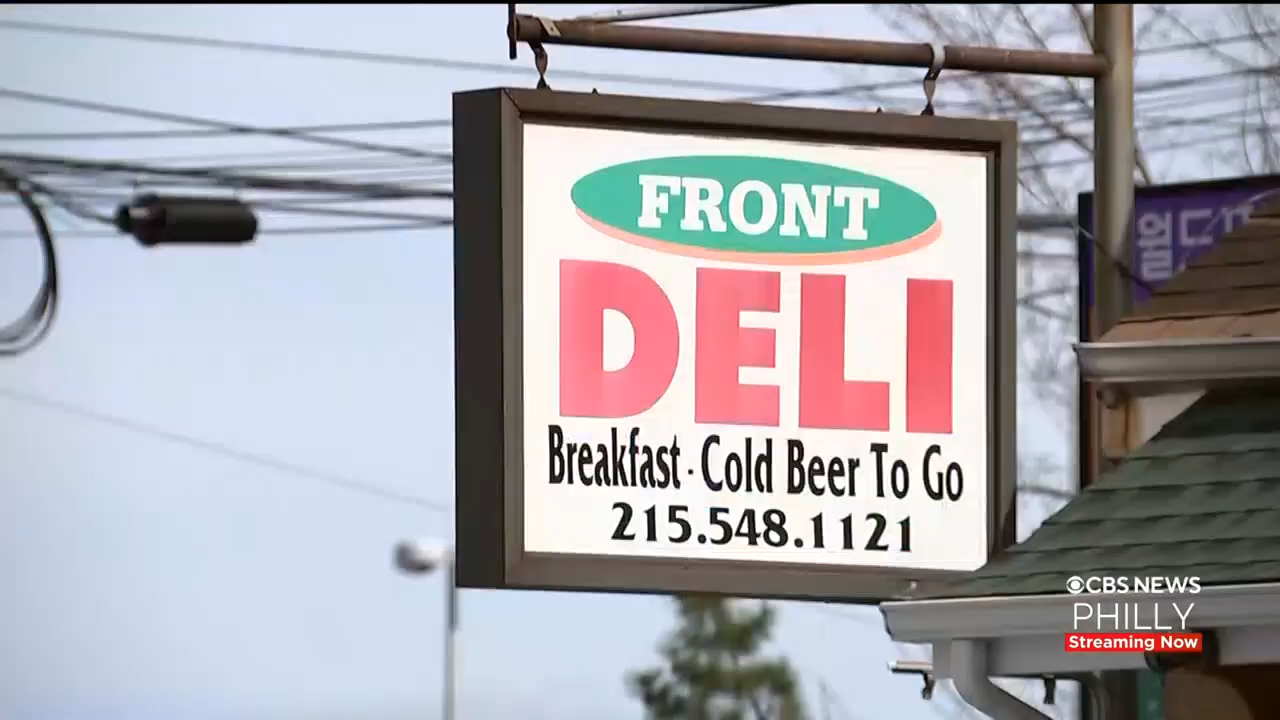 FRONT
DELI
Breakfast - Cold Beer To Go
215.548.1121
CBS NEWS
PHILLY
Streaming Now